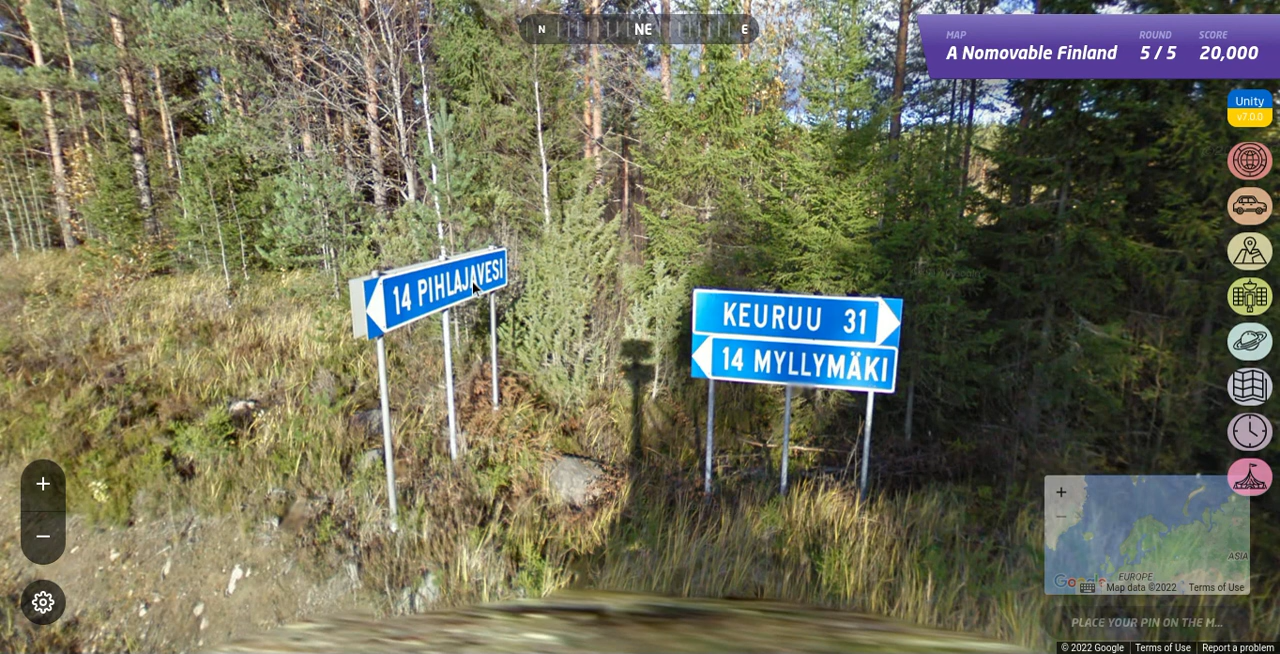 N NE E
MAP ROUND SCORE
A Nomovable Finland 5 / 5 20,000
Unity
v7.0.0
14 PIHLAJAVESI
KEURUU 31
14 MYLLYMÄKI
+
−
+
−
ASIA
EUROPE
Google
Map data ©2022 Terms of Use
PLACE YOUR PIN ON THE M...
© 2022 Google Terms of Use Report a problem